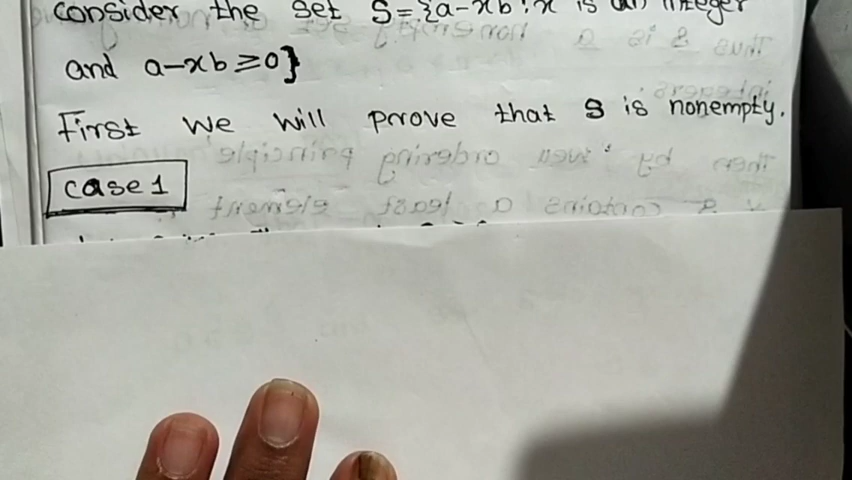 consider the set S={a-xb:x is an integer
and a-xb≥0}
First we will prove that S is nonempty.
case 1